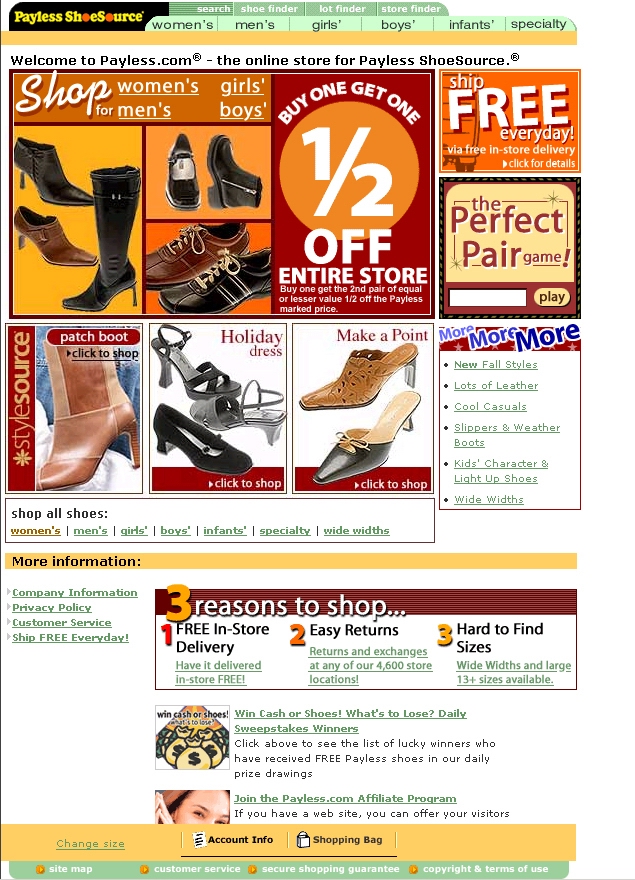 Payless ShoeSource®
search
shoe finder
lot finder
store finder
women's
men's
girls'
boys'
infants'
specialty
Welcome to Payless.com® - the online store for Payless ShoeSource.®
Shop
for
women's
girls'
men's
boys'
BUY ONE GET ONE
1/2
OFF
ENTIRE STORE
Buy one get the 2nd pair of equal
or lesser value 1/2 off the Payless
marked price.
ship
FREE
everyday!
via free in-store delivery
click for details
the
Perfect
Pair game!
play
stylesource
patch boot
click to shop
Holiday
dress
click to shop
Make a Point
click to shop
More More More
New Fall Styles
Lots of Leather
Cool Casuals
Slippers & Weather
Boots
Kids' Character &
Light Up Shoes
Wide Widths
shop all shoes:
women's | men's | girls' | boys' | infants' | specialty | wide widths
More information:
Company Information
Privacy Policy
Customer Service
Ship FREE Everyday!
3 reasons to shop...
1 FREE In-Store
Delivery
Have it delivered
in-store FREE!
2 Easy Returns
Returns and exchanges
at any of our 4,600 store
locations!
3 Hard to Find
Sizes
Wide Widths and large
13+ sizes available.
win cash or shoes!
what's to lose?
Win Cash or Shoes! What's to Lose? Daily
Sweepstakes Winners
Click above to see the list of lucky winners who
have received FREE Payless shoes in our daily
prize drawings
Join the Payless.com Affiliate Program
If you have a web site, you can offer your visitors
Change size
Account Info
Shopping Bag
site map
customer service
secure shopping guarantee
copyright & terms of use